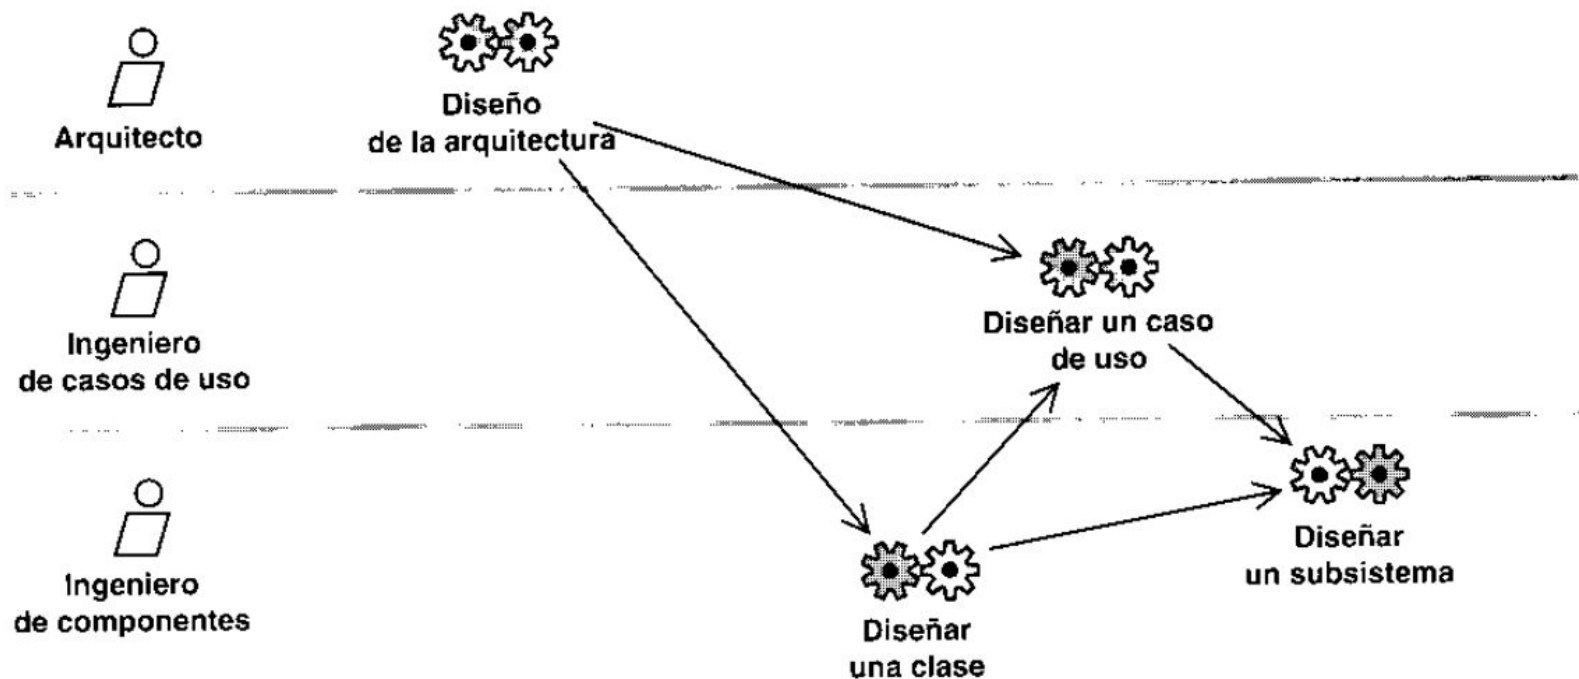 Arquitecto
Diseño
de la arquitectura
Ingeniero
de casos de uso
Diseñar un caso
de uso
Ingeniero
de componentes
Diseñar
una clase
Diseñar
un subsistema